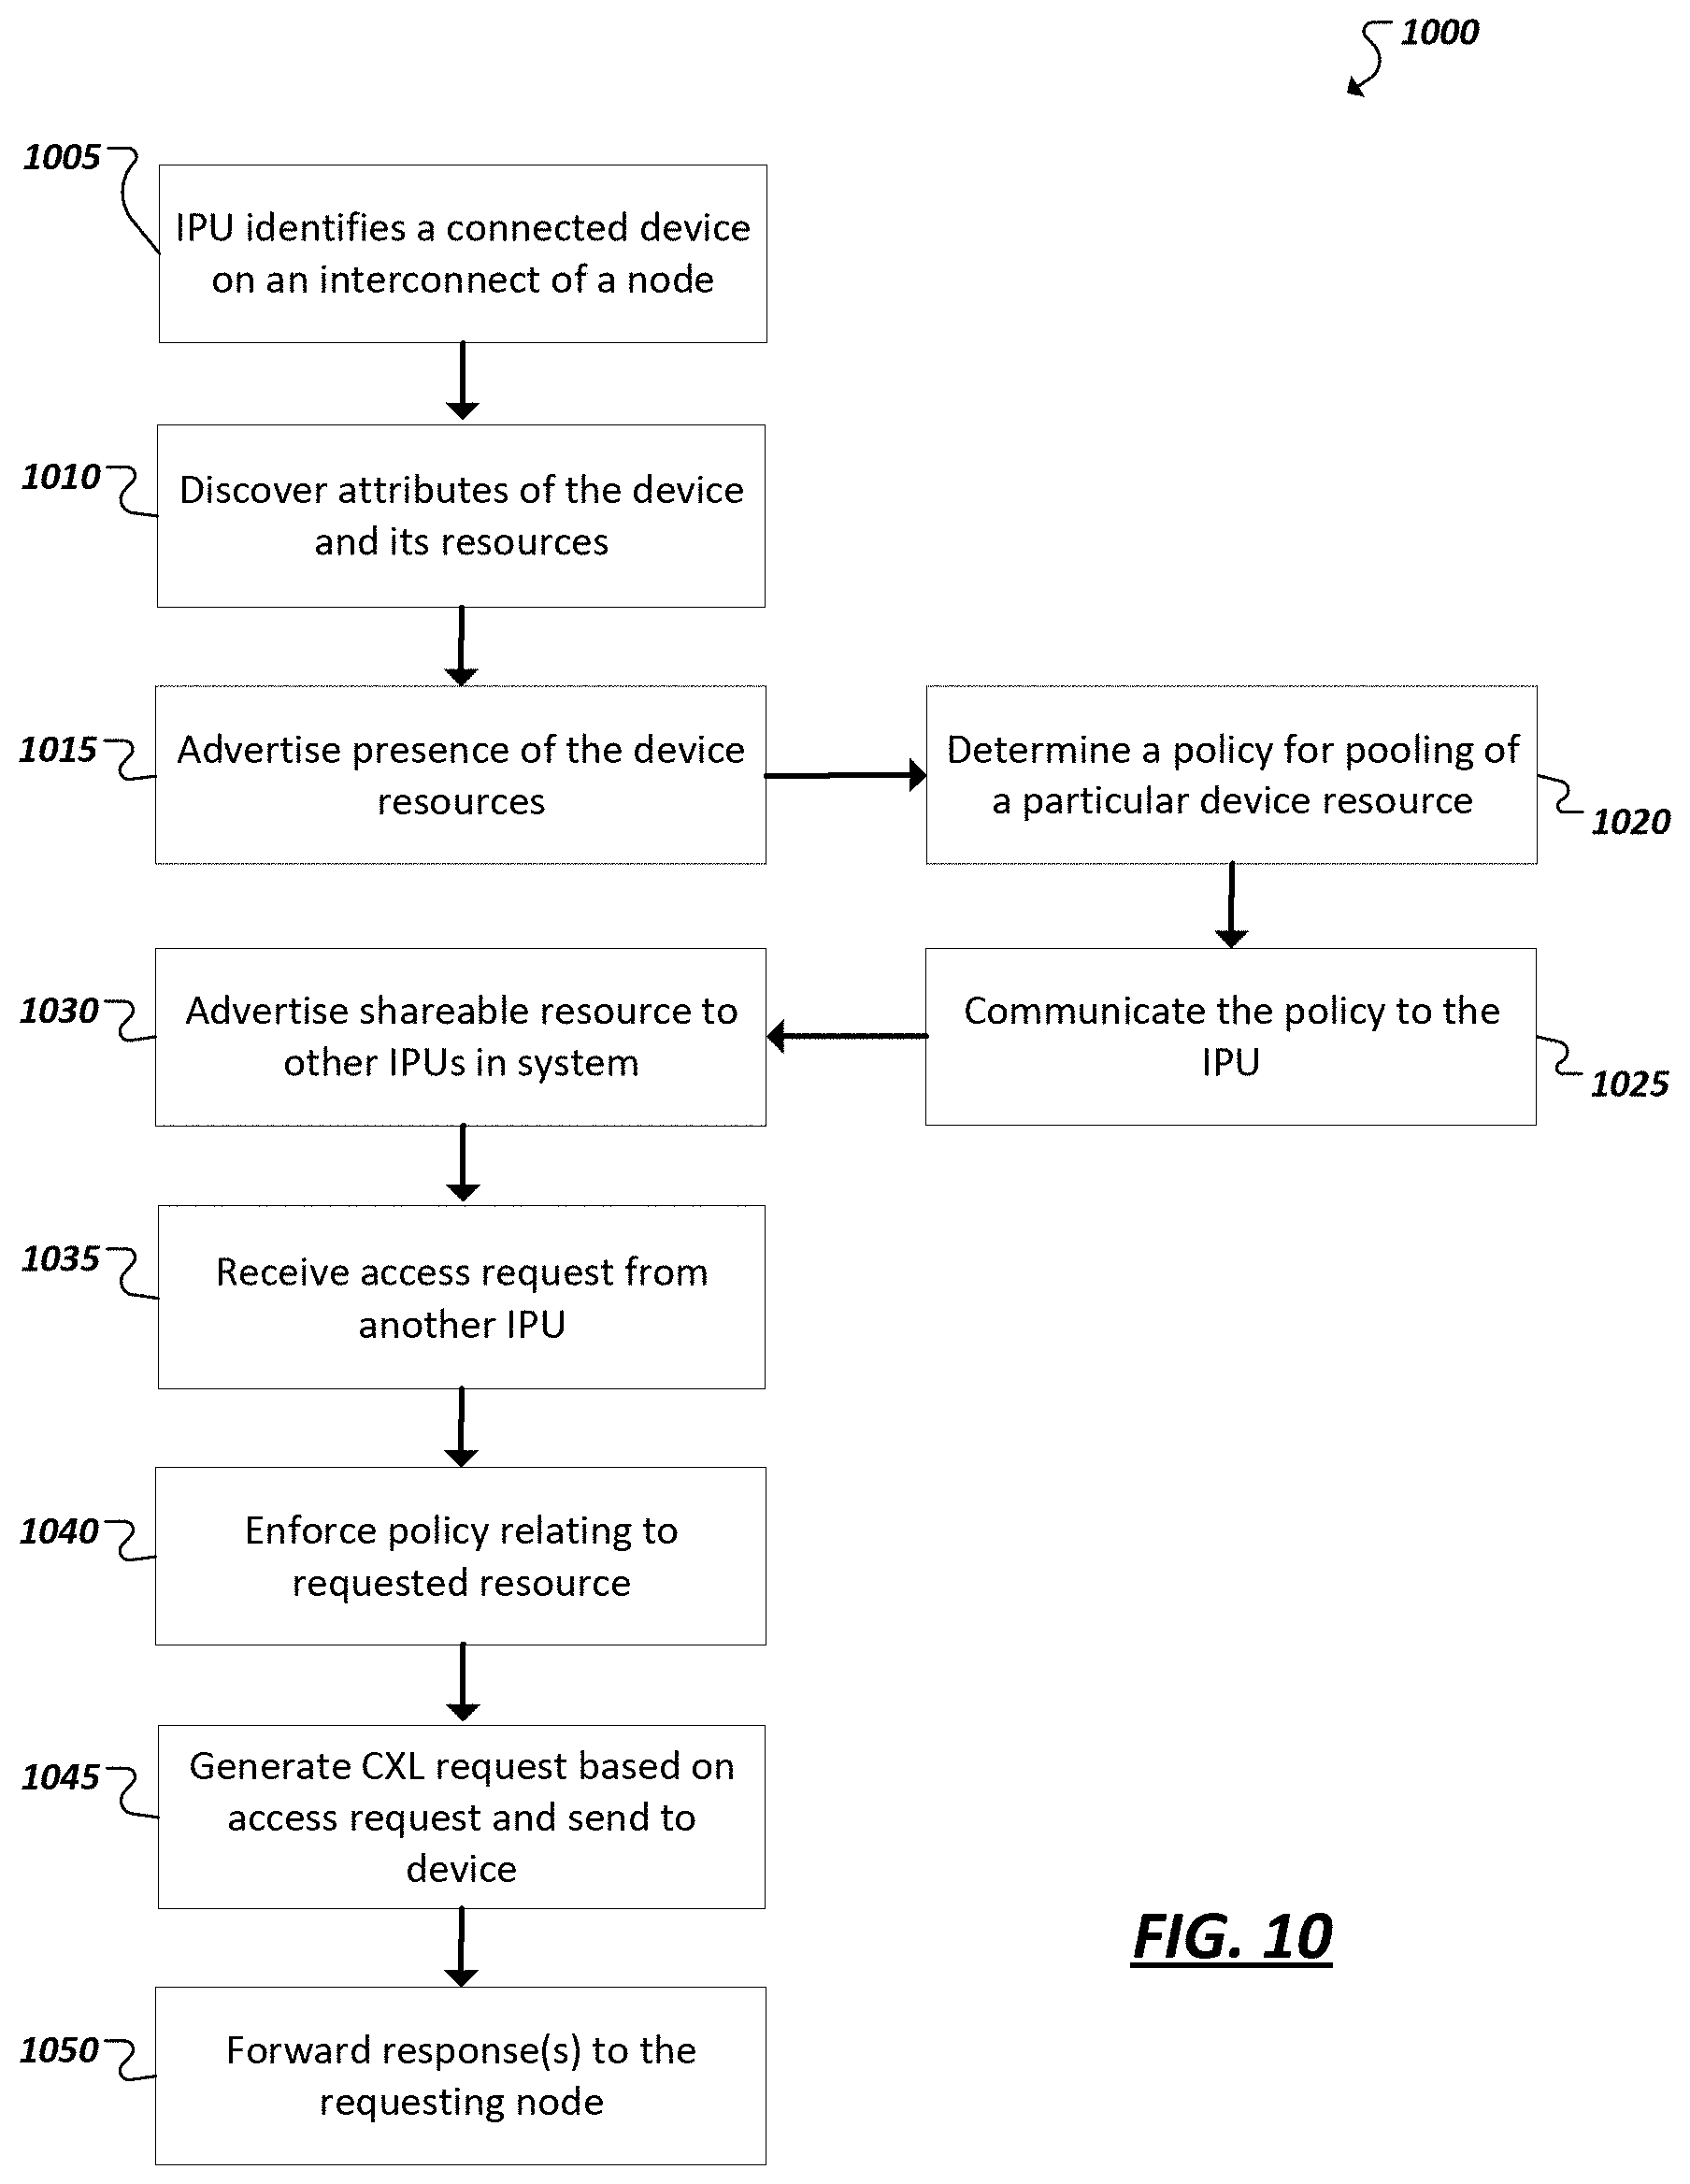 1000
1005
IPU identifies a connected device
on an interconnect of a node
1010
Discover attributes of the device
and its resources
1015
Advertise presence of the device
resources
Determine a policy for pooling of
a particular device resource
1020
1030
Advertise shareable resource to
other IPUs in system
Communicate the policy to the
IPU
1025
1035
Receive access request from
another IPU
1040
Enforce policy relating to
requested resource
1045
Generate CXL request based on
access request and send to
device
1050
Forward response(s) to the
requesting node
FIG. 10